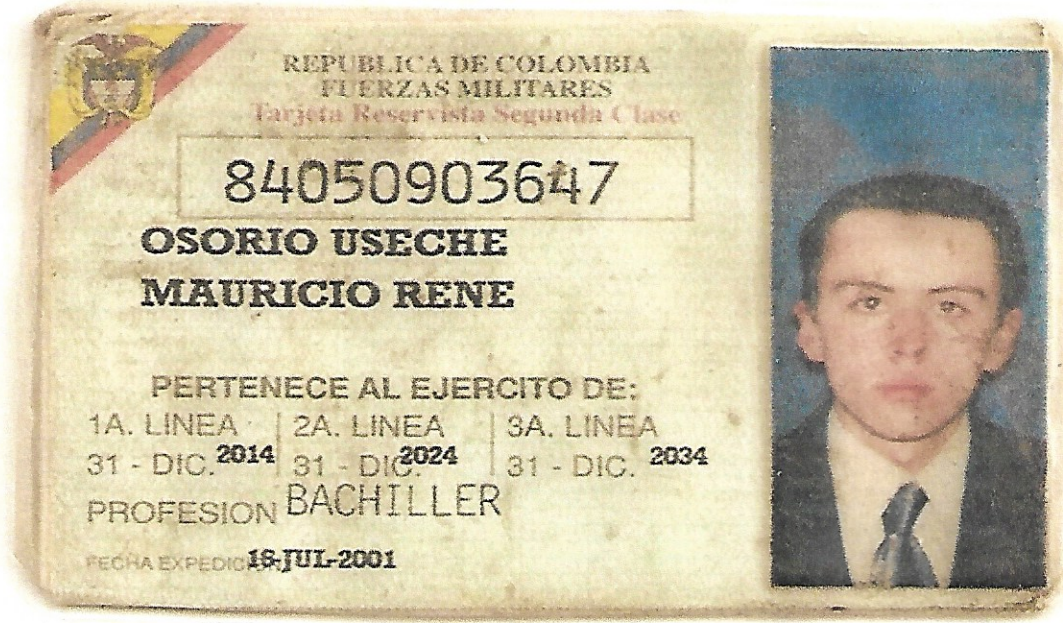 REPUBLICA DE COLOMBIA
FUERZAS MILITARES
Tarjeta Reservista Segunda Clase
84050903647
OSORIO USECHE
MAURICIO RENE
PERTENECE AL EJERCITO DE:
1A. LINEA 2A. LINEA 3A. LINEA
31 - DIC. 2014 31 - DIC. 2024 31 - DIC. 2034
PROFESION BACHILLER
FECHA EXPEDICION 18-JUL-2001